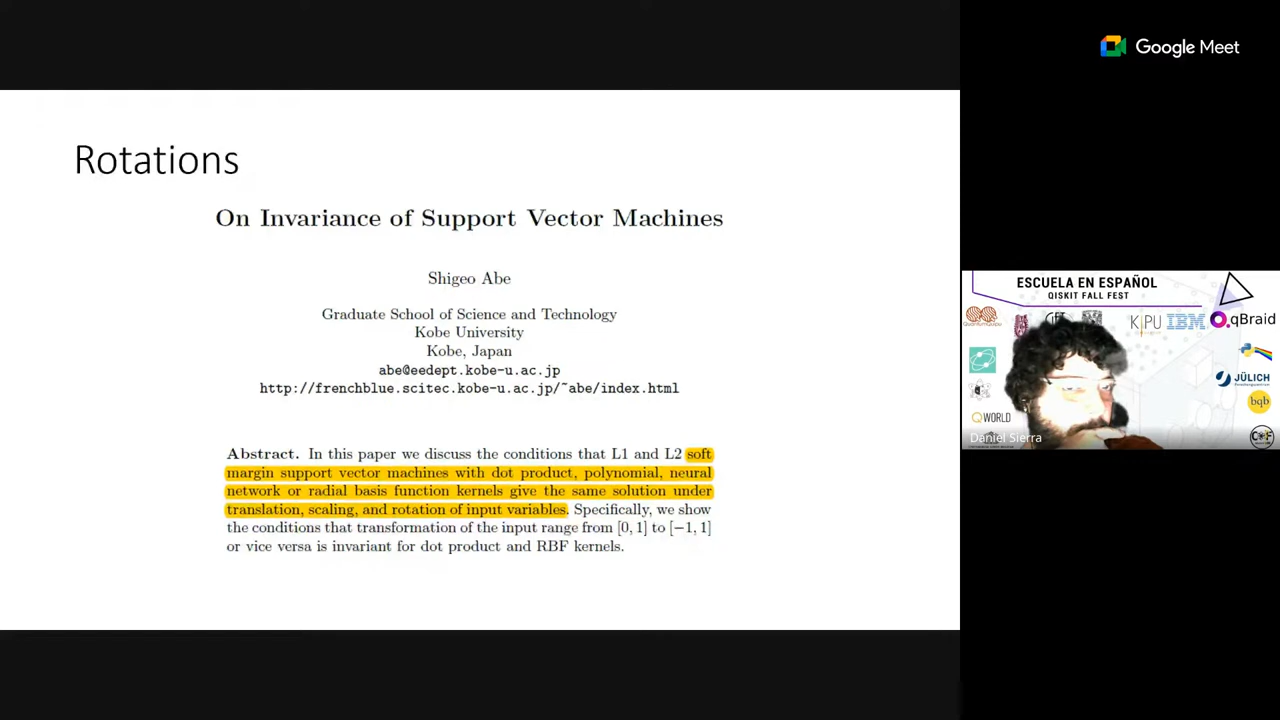 Google Meet
Rotations
On Invariance of Support Vector Machines
Shigeo Abe
Graduate School of Science and Technology
Kobe University
Kobe, Japan
abe@eedept.kobe-u.ac.jp
http://frenchblue.scitec.kobe-u.ac.jp/~abe/index.html
Abstract. In this paper we discuss the conditions that L1 and L2 soft
margin support vector machines with dot product, polynomial, neural
network or radial basis function kernels give the same solution under
translation, scaling, and rotation of input variables. Specifically, we show
the conditions that transformation of the input range from [0, 1] to [−1, 1]
or vice versa is invariant for dot product and RBF kernels.
ESCUELA EN ESPAÑOL
QISKIT FALL FEST
KIPU
IBM
qBraid
JÜLICH
QWORLD
bqb
Daniel Sierra